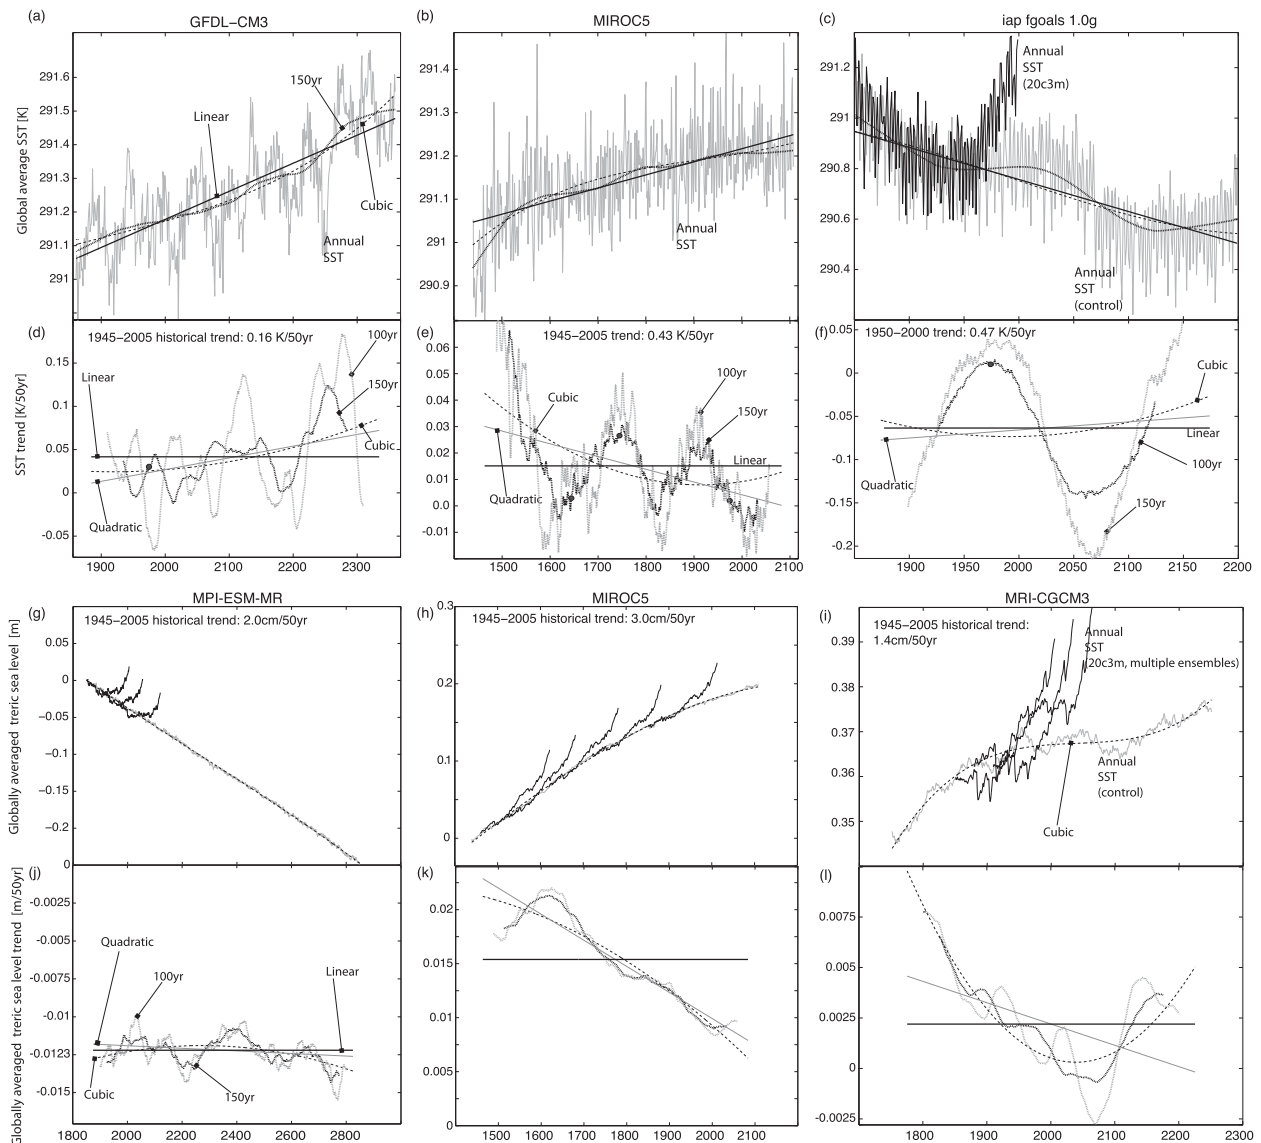 (a)
GFDL−CM3
(b)
MIROC5
(c)
iap fgoals 1.0g
Global average SST [K]
291.6
291.5
291.4
291.3
291.2
291.1
291
150yr
Linear
Cubic
Annual
SST
291.4
291.3
291.2
291.1
291
290.9
Annual
SST
291.2
291
290.8
290.6
290.4
Annual
SST
(20c3m)
Annual
SST
(control)
(d)
1945−2005 historical trend: 0.16 K/50yr
SST trend [K/50yr]
0.15
0.1
0.05
0
−0.05
100yr
Linear
150yr
Cubic
Quadratic
1900
2000
2100
2200
2300
(e)
1945−2005 trend: 0.43 K/50yr
0.06
0.05
0.04
0.03
0.02
0.01
0.0
-0.01
Cubic
100yr
150yr
Linear
Quadratic
1500
1600
1700
1800
1900
2000
2100
(f)
1950−2000 trend: 0.47 K/50yr
0.05
0
-0.05
-0.1
-0.15
-0.2
Cubic
Linear
100yr
Quadratic
150yr
1900
1950
2000
2050
2100
2150
2200
(g)
MPI-ESM-MR
1945−2005 historical trend: 2.0cm/50yr
Globally averaged treric sea level [m]
0.05
0
−0.05
−0.1
−0.15
−0.2
0
(h)
MIROC5
1945−2005 historical trend: 3.0cm/50yr
0.3
0.2
0.1
0
(i)
MRI-CGCM3
1945−2005 historical trend:
1.4cm/50yr
0.39
0.38
0.37
0.36
0.35
Annual
SST
(20c3m, multiple ensembles)
Annual
SST
(control)
Cubic
(j)
Globally averaged treric sea level trend [m/50yr]
-0.0025
-0.005
-0.0075
-0.01
-0.0123
-0.015
Quadratic
100yr
Linear
Cubic
150yr
1800
2000
2200
2400
2600
2800
(k)
0.02
0.015
0.01
0.005
0
1500
1600
1700
1800
1900
2000
2100
(l)
0.0075
0.005
0.0025
0
-0.0025
1800
1900
2000
2100
2200
2300